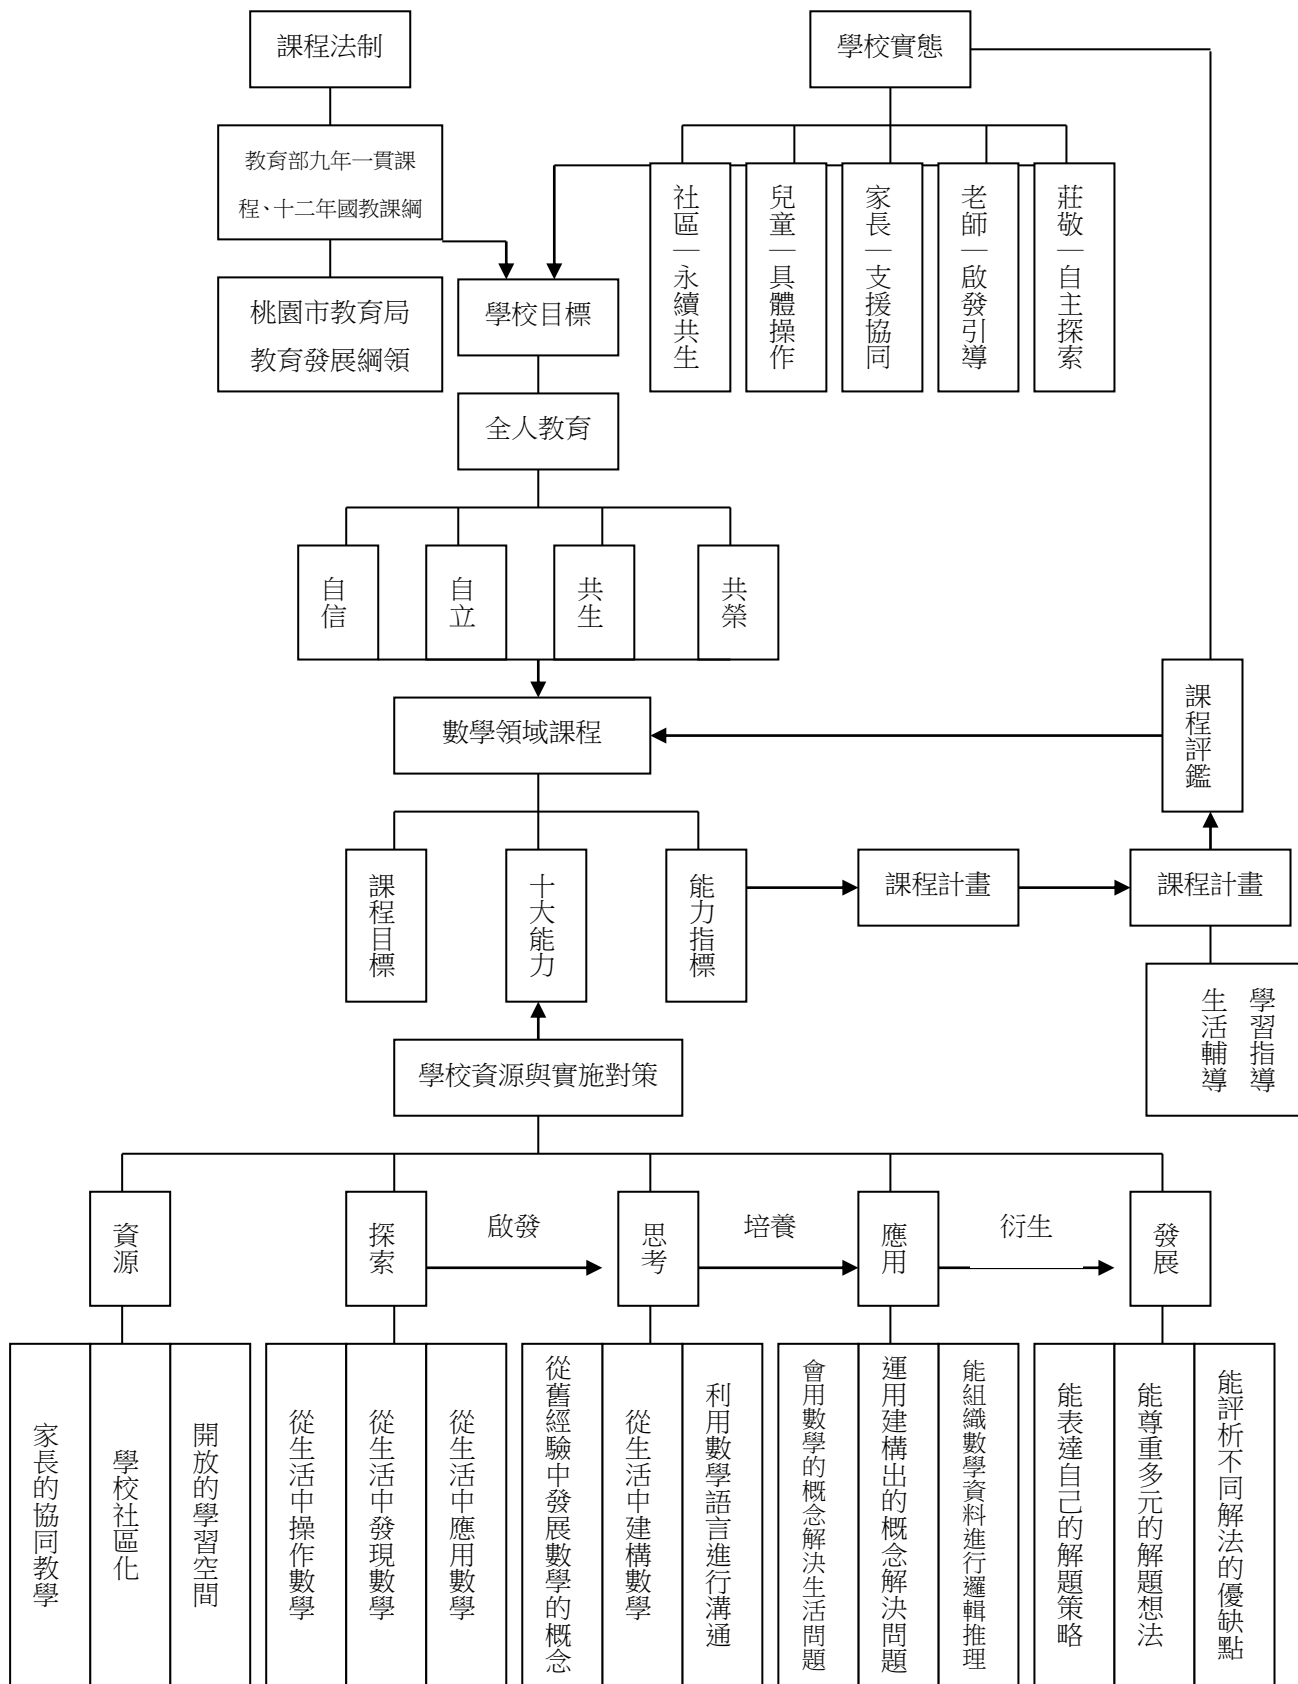 課程法制
學校實態
教育部九年一貫課
程、十二年國教課綱
桃園市教育局
教育發展綱領
學校目標
社區｜永續共生
兒童｜具體操作
家長｜支援協同
老師｜啟發引導
莊敬｜自主探索
全人教育
自信
自立
共生
共榮
數學領域課程
課程評鑑
課程目標
十大能力
能力指標
課程計畫
課程計畫
學習指導
生活輔導
學校資源與實施對策
資源
探索
啟發
思考
培養
應用
衍生
發展
家長的協同教學
學校社區化
開放的學習空間
從生活中操作數學
從生活中發現數學
從生活中應用數學
從舊經驗中發展數學的概念
從生活中建構數學
利用數學語言進行溝通
會用數學的概念解決生活問題
運用建構出的概念解決問題
能組織數學資料進行邏輯推理
能表達自己的解題策略
能尊重多元的解題想法
能評析不同解法的優缺點